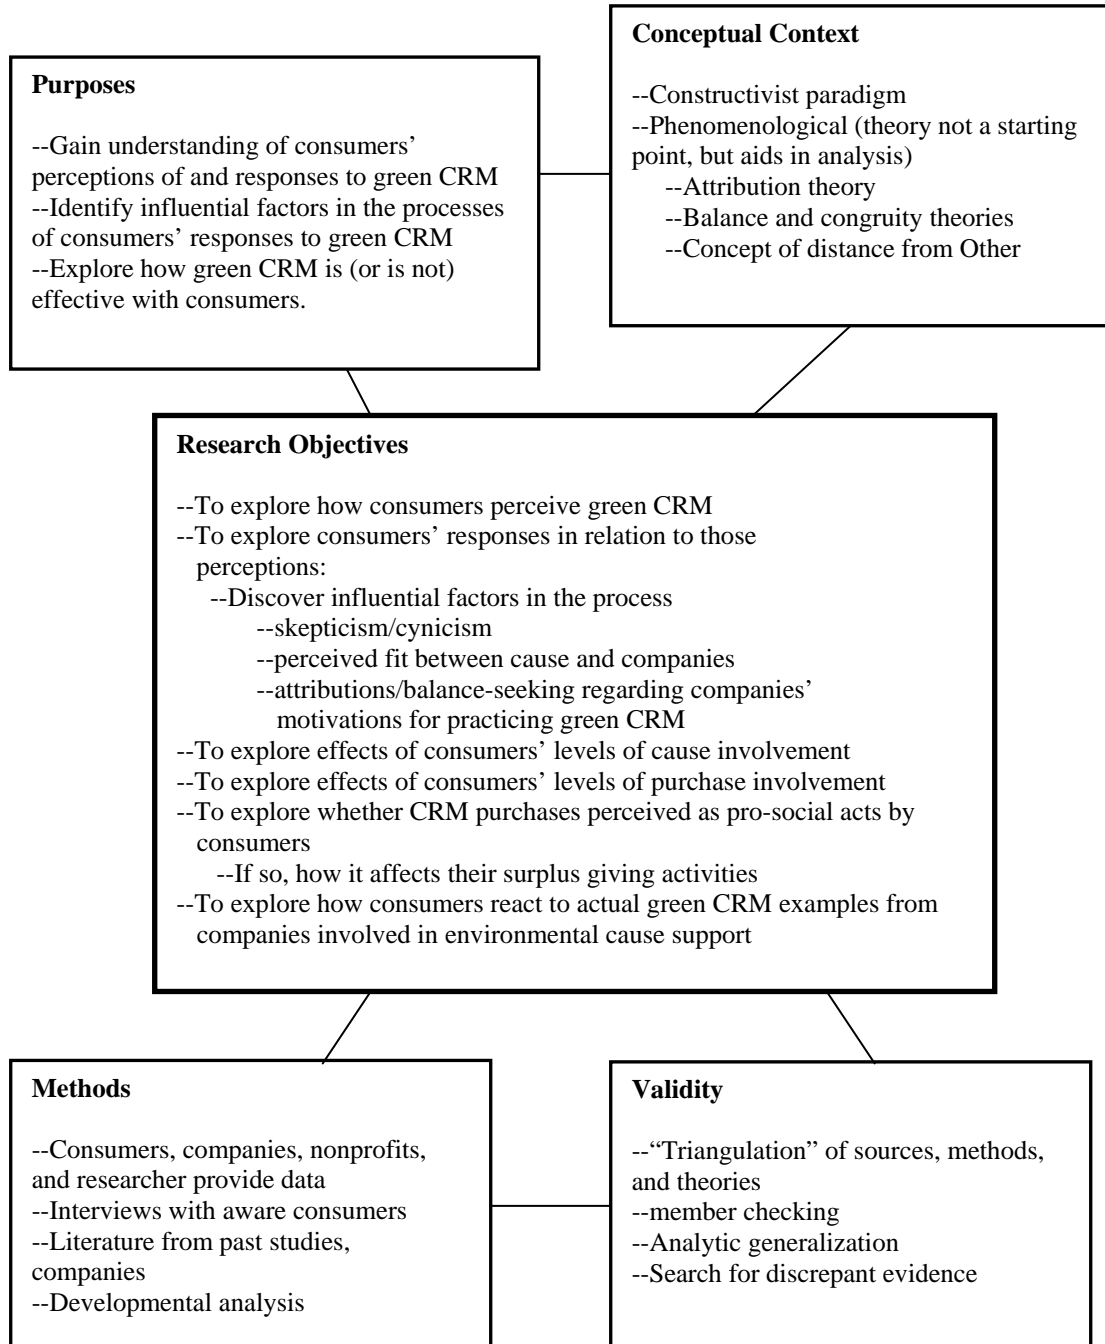 Purposes
--Gain understanding of consumers’
perceptions of and responses to green CRM
--Identify influential factors in the processes
of consumers’ responses to green CRM
--Explore how green CRM is (or is not)
effective with consumers.
Conceptual Context
--Constructivist paradigm
--Phenomenological (theory not a starting
point, but aids in analysis)
--Attribution theory
--Balance and congruity theories
--Concept of distance from Other
Research Objectives
--To explore how consumers perceive green CRM
--To explore consumers’ responses in relation to those
perceptions:
--Discover influential factors in the process
--skepticism/cynicism
--perceived fit between cause and companies
--attributions/balance-seeking regarding companies’
motivations for practicing green CRM
--To explore effects of consumers’ levels of cause involvement
--To explore effects of consumers’ levels of purchase involvement
--To explore whether CRM purchases perceived as pro-social acts by
consumers
--If so, how it affects their surplus giving activities
--To explore how consumers react to actual green CRM examples from
companies involved in environmental cause support
Methods
--Consumers, companies, nonprofits,
and researcher provide data
--Interviews with aware consumers
--Literature from past studies,
companies
--Developmental analysis
Validity
--“Triangulation” of sources, methods,
and theories
--member checking
--Analytic generalization
--Search for discrepant evidence